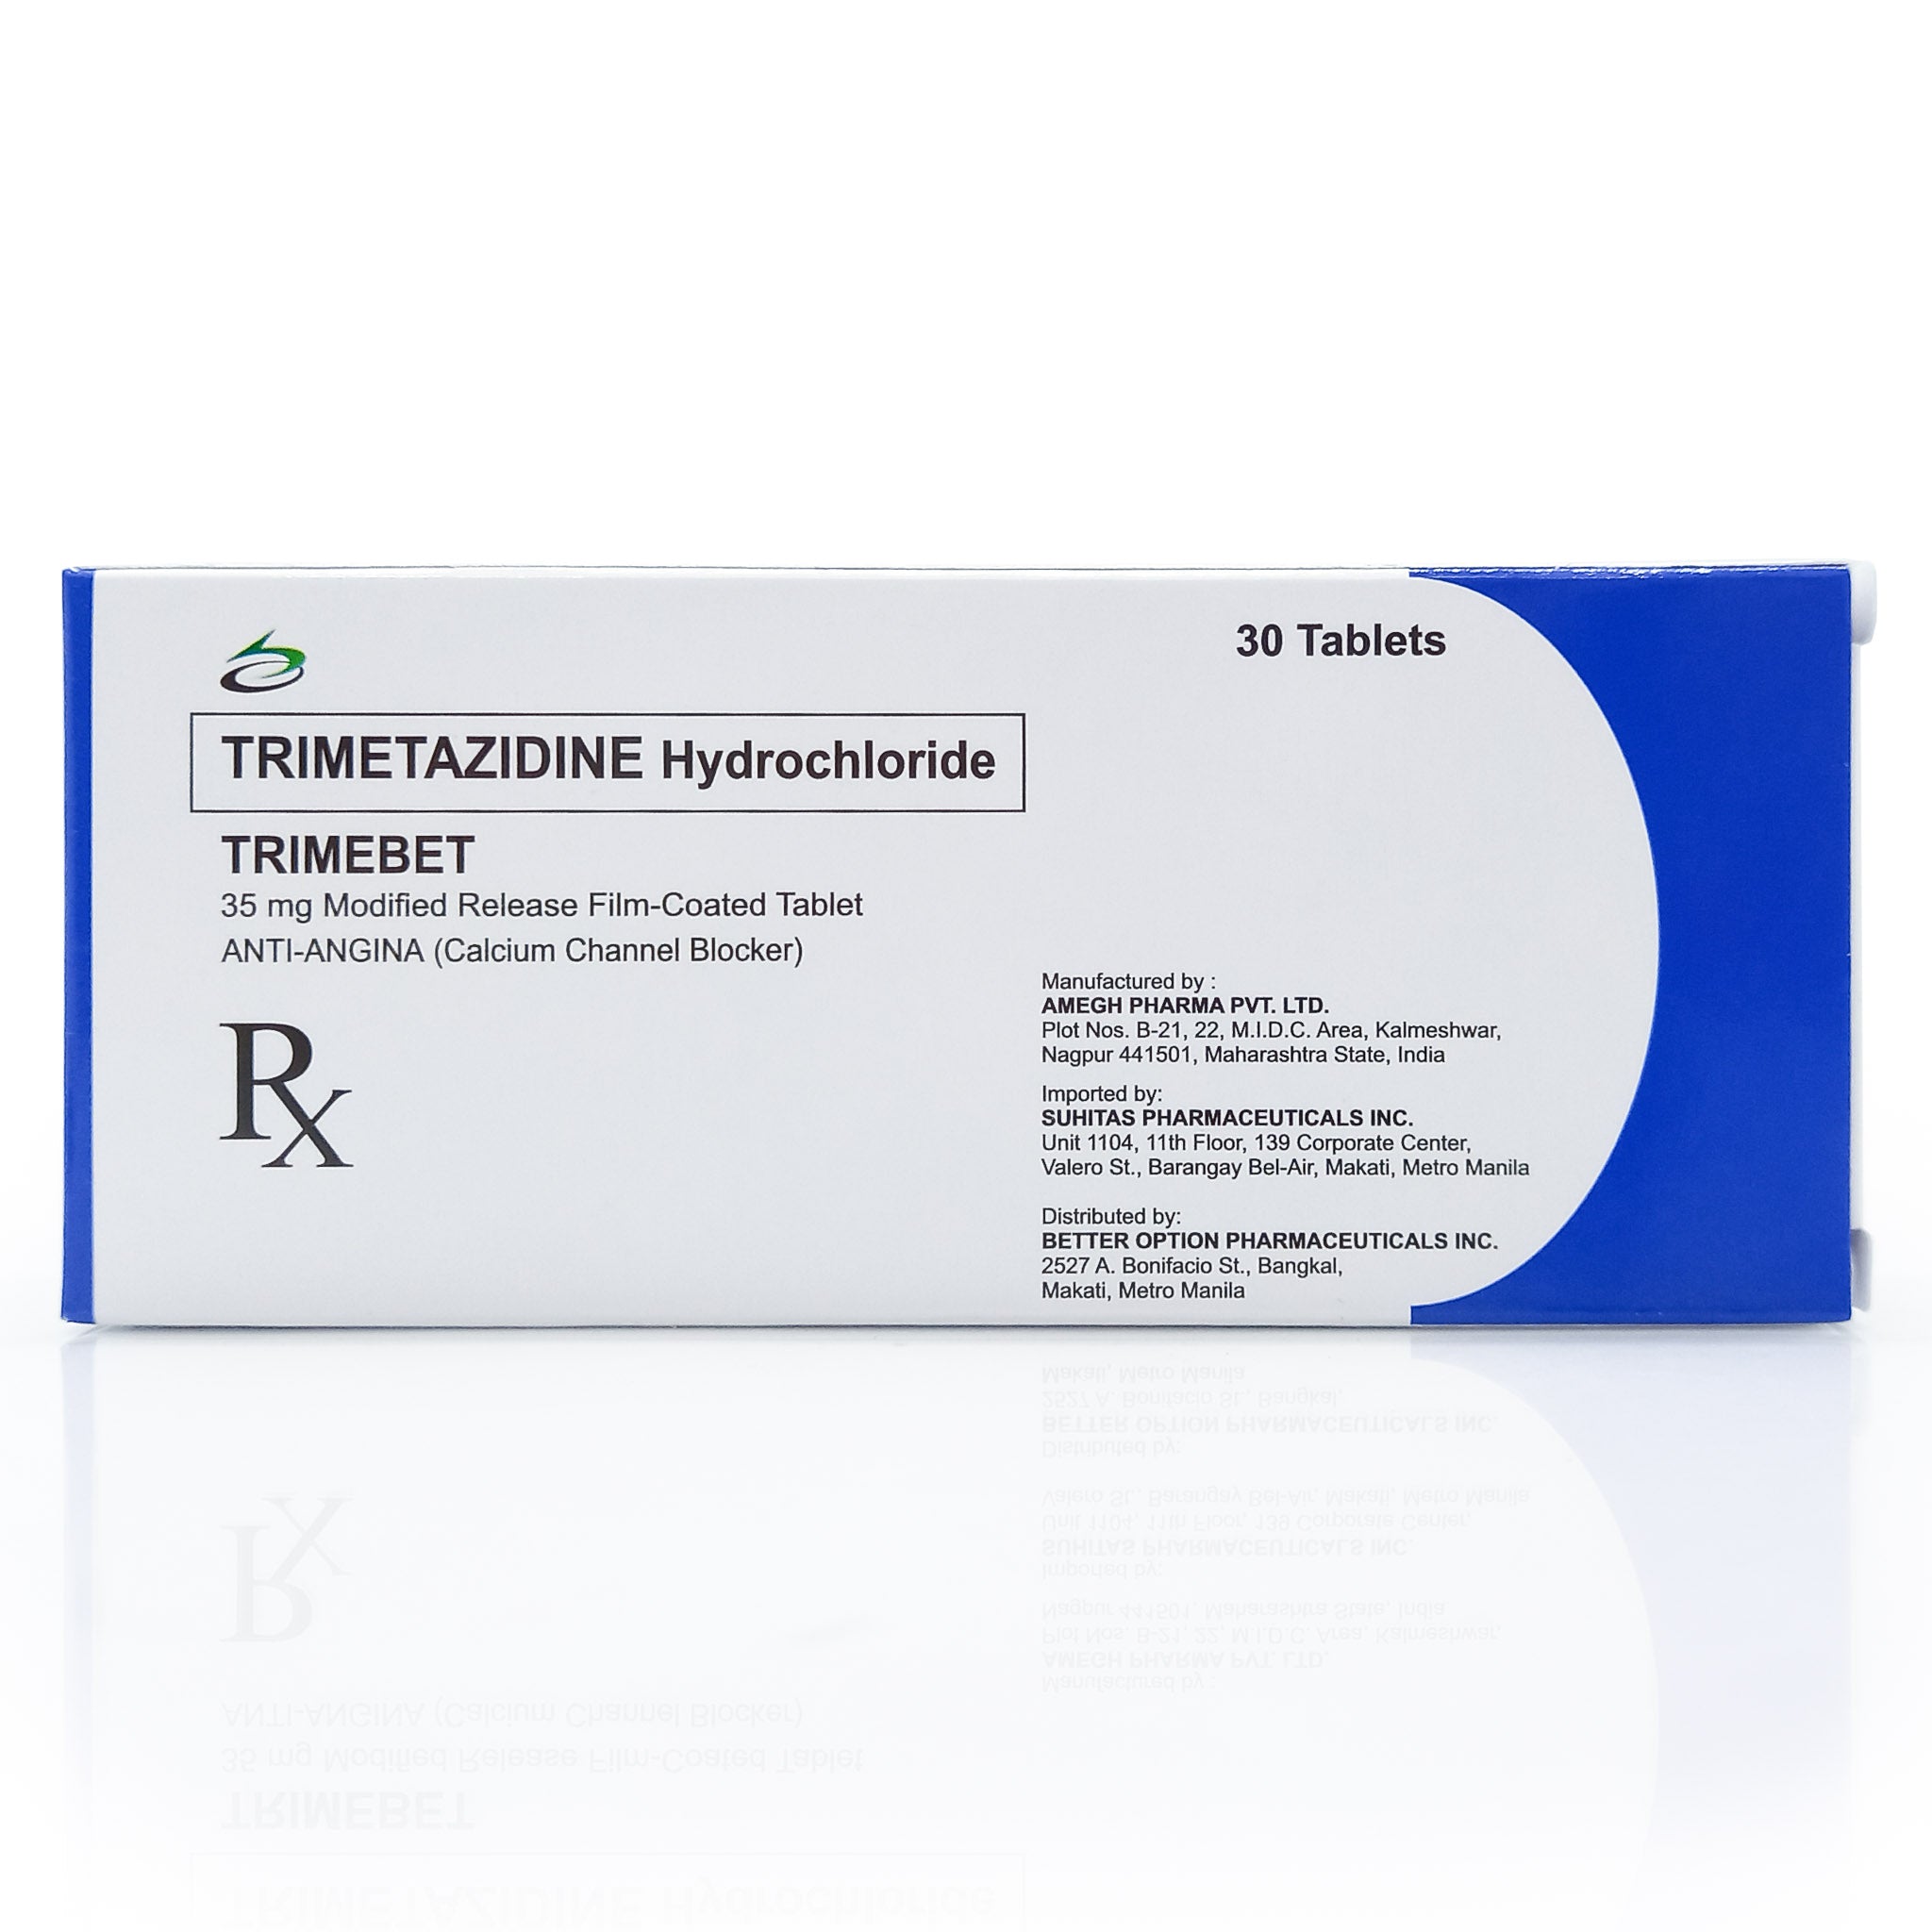 30 Tablets
TRIMETAZIDINE Hydrochloride
TRIMEBET
35 mg Modified Release Film-Coated Tablet
ANTI-ANGINA (Calcium Channel Blocker)
Rx
Manufactured by :
AMEGH PHARMA PVT. LTD.
Plot Nos. B-21, 22, M.I.D.C. Area, Kalmeshwar,
Nagpur 441501, Maharashtra State, India
Imported by:
SUHITAS PHARMACEUTICALS INC.
Unit 1104, 11th Floor, 139 Corporate Center,
Valero St., Barangay Bel-Air, Makati, Metro Manila
Distributed by:
BETTER OPTION PHARMACEUTICALS INC.
2527 A. Bonifacio St., Bangkal,
Makati, Metro Manila